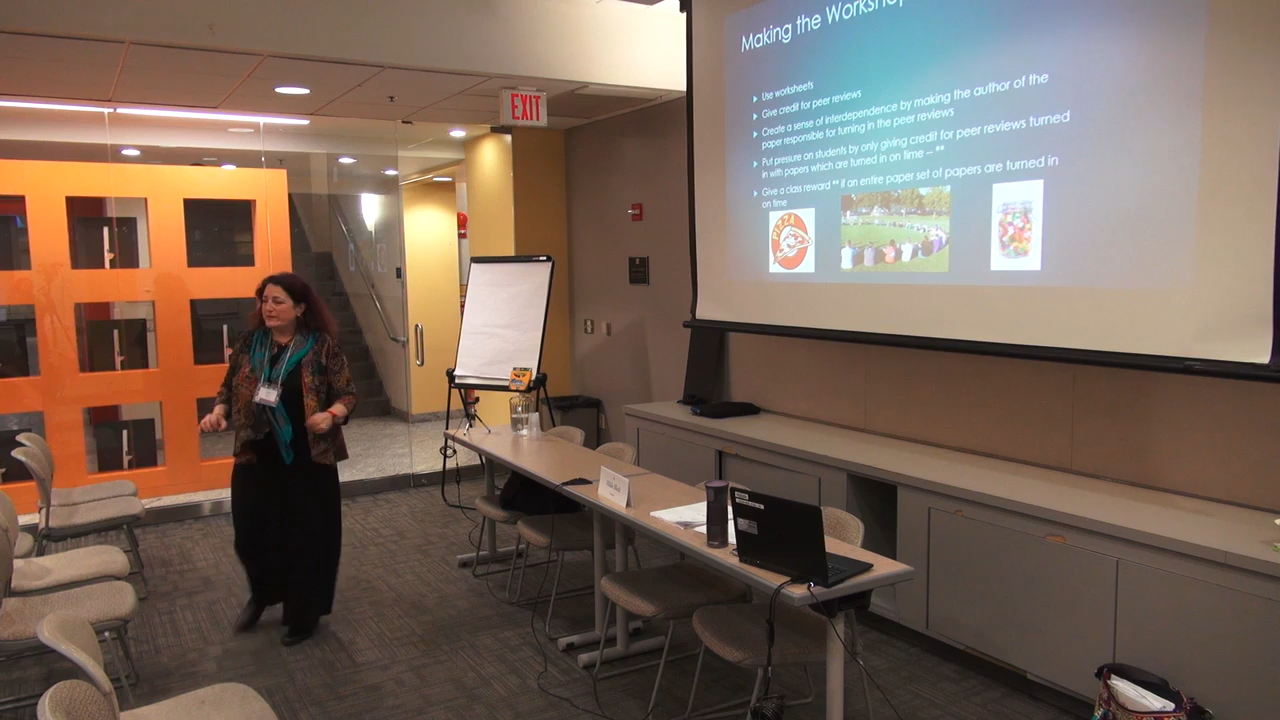 Making the Workshop
Use worksheets
Give credit for peer reviews
Create a sense of interdependence by making the author of the
paper responsible for turning in the peer reviews
Put pressure on students by only giving credit for peer reviews turned
in with papers which are turned in on time – **
Give a class reward ** if an entire paper set of papers are turned in
on time
PIZZA
EXIT